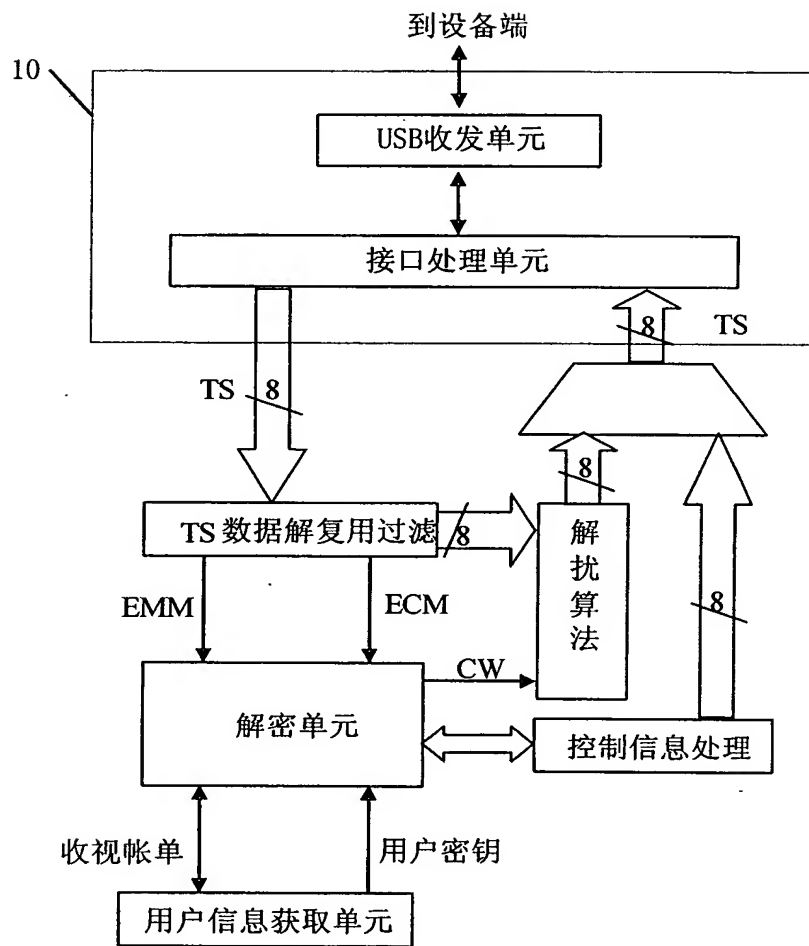 到设备端
10
USB收发单元
接口处理单元
8
TS
TS
8
8
TS数据解复用过滤
8
解扰算法
EMM
ECM
8
CW
解密单元
控制信息处理
收视帐单
用户密钥
用户信息获取单元